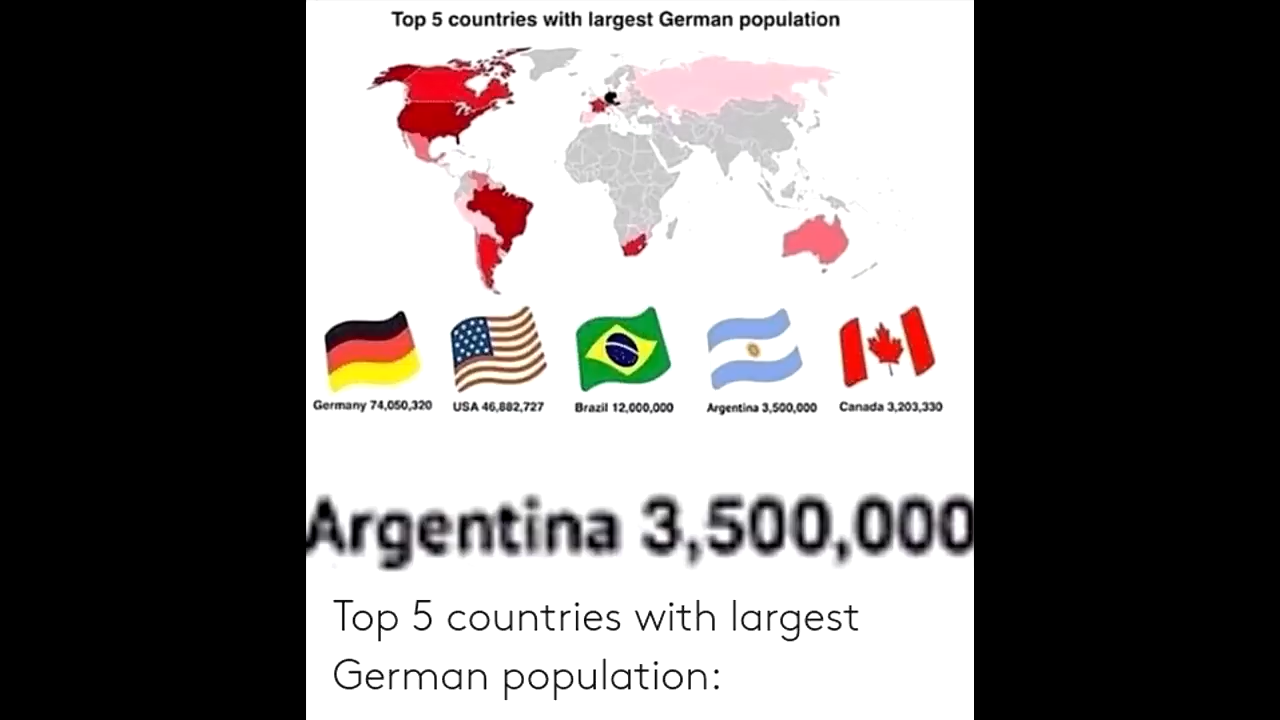 Top 5 countries with largest German population
Germany 74,050,320 USA 46,882,727 Brazil 12,000,000 Argentina 3,500,000 Canada 3,203,330
Argentina 3,500,000
Top 5 countries with largest
German population: